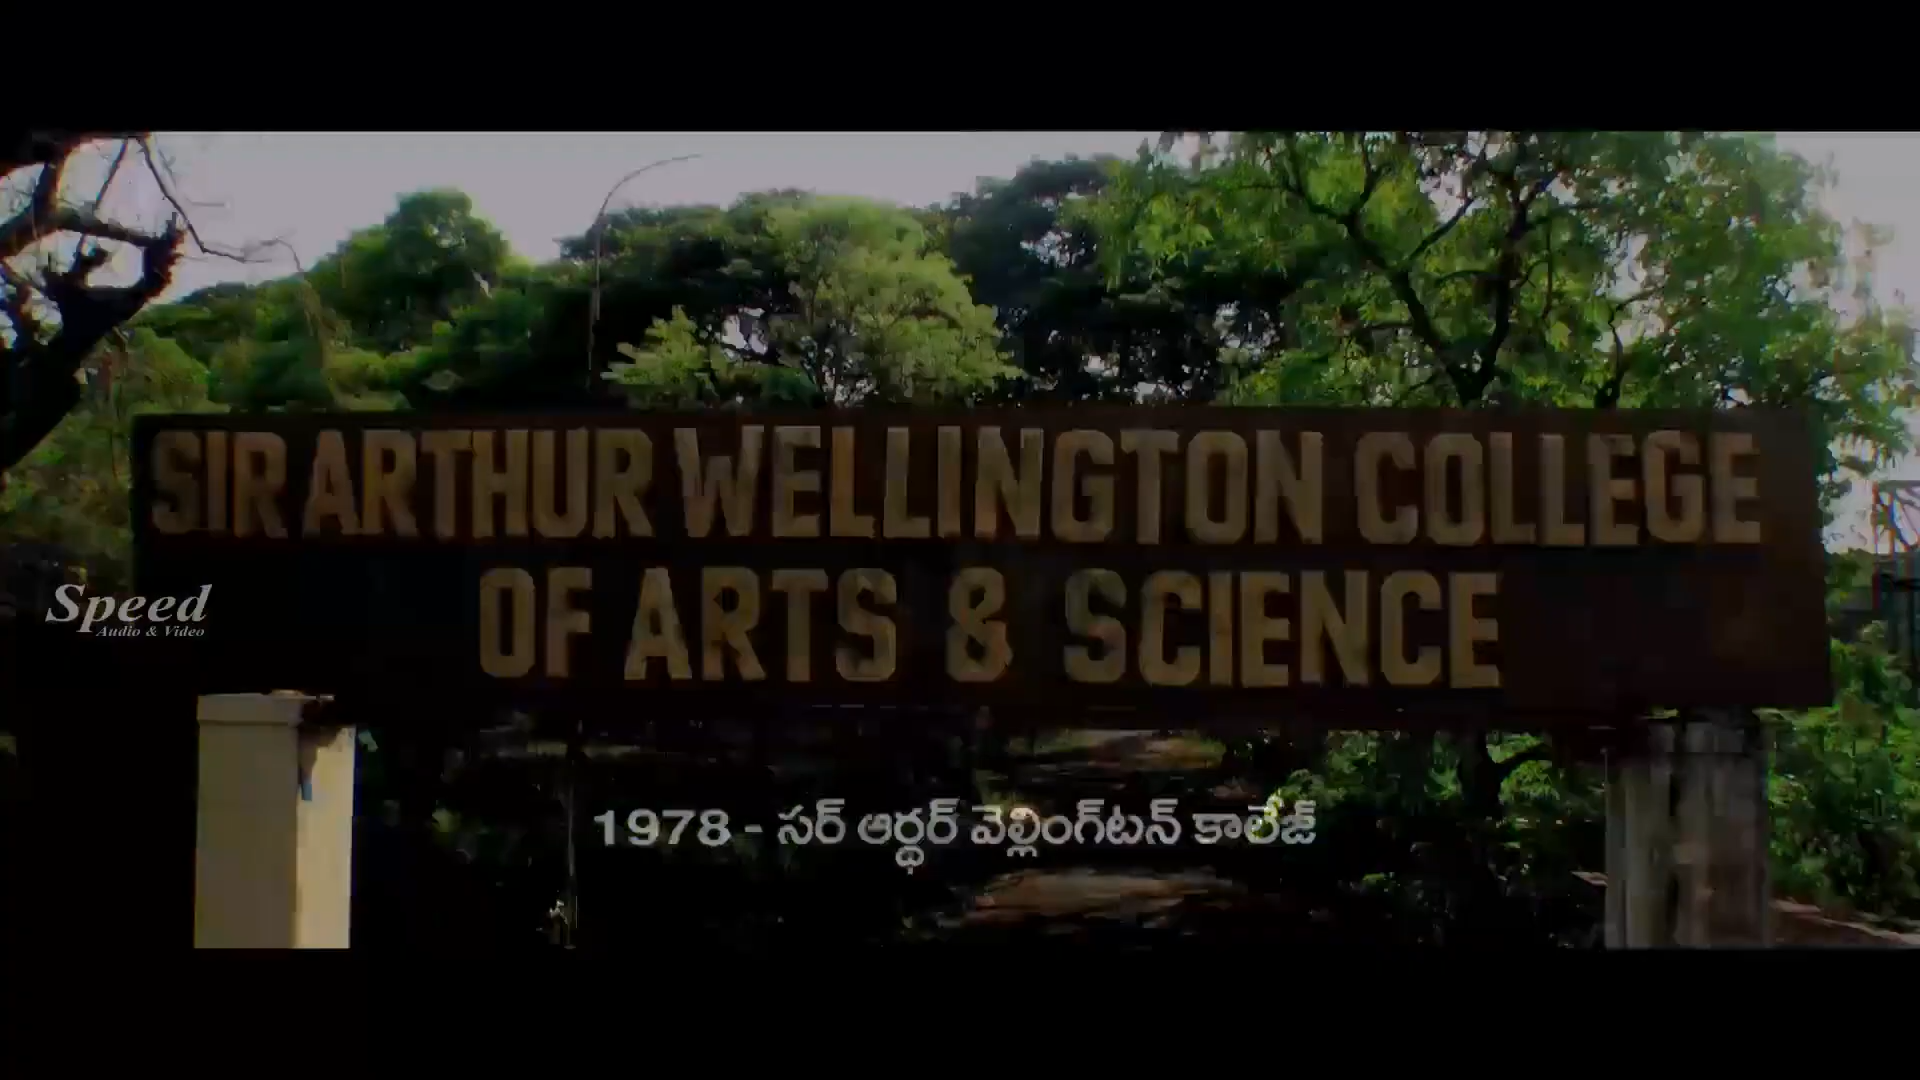 SIR ARTHUR WELLINGTON COLLEGE
OF ARTS & SCIENCE
Speed
Audio & Video
1978 - సర్ ఆర్థర్ వెల్లింగ్‌టన్ కాలేజ్